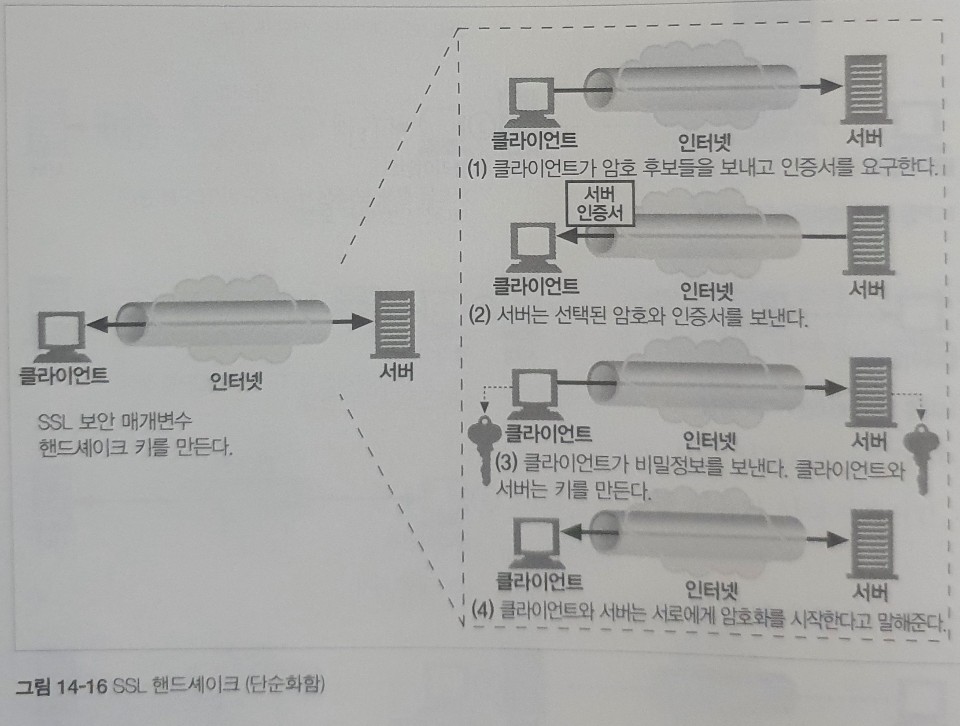 클라이언트
인터넷
서버
SSL 보안 매개변수
핸드셰이크 키를 만든다.
클라이언트
인터넷
서버
(1) 클라이언트가 암호 후보들을 보내고 인증서를 요구한다.
서버
인증서
클라이언트
인터넷
서버
(2) 서버는 선택된 암호와 인증서를 보낸다.
클라이언트
인터넷
서버
(3) 클라이언트가 비밀정보를 보낸다. 클라이언트와
서버는 키를 만든다.
클라이언트
인터넷
서버
(4) 클라이언트와 서버는 서로에게 암호화를 시작한다고 말해준다.
그림 14-16 SSL 핸드셰이크 (단순화함)